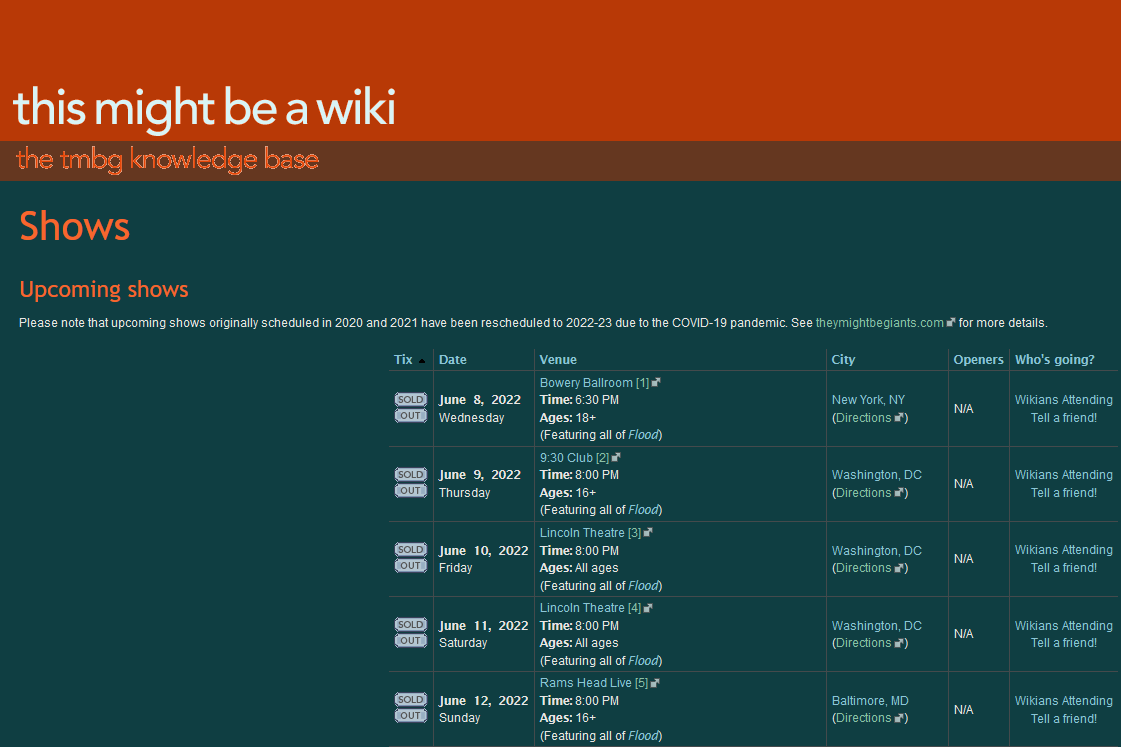 this might be a wiki
the tmbg knowledge base
Shows
Upcoming shows
Please note that upcoming shows originally scheduled in 2020 and 2021 have been rescheduled to 2022-23 due to the COVID-19 pandemic. See theymightbegiants.com for more details.
Tix Date Venue City Openers Who's going?
SOLD OUT
June 8, 2022
Wednesday
Bowery Ballroom [1]
Time: 6:30 PM
Ages: 18+
(Featuring all of Flood)
New York, NY
(Directions)
N/A
Wikians Attending
Tell a friend!
SOLD OUT
June 9, 2022
Thursday
9:30 Club [2]
Time: 8:00 PM
Ages: 16+
(Featuring all of Flood)
Washington, DC
(Directions)
N/A
Wikians Attending
Tell a friend!
SOLD OUT
June 10, 2022
Friday
Lincoln Theatre [3]
Time: 8:00 PM
Ages: All ages
(Featuring all of Flood)
Washington, DC
(Directions)
N/A
Wikians Attending
Tell a friend!
SOLD OUT
June 11, 2022
Saturday
Lincoln Theatre [4]
Time: 8:00 PM
Ages: All ages
(Featuring all of Flood)
Washington, DC
(Directions)
N/A
Wikians Attending
Tell a friend!
SOLD OUT
June 12, 2022
Sunday
Rams Head Live [5]
Time: 8:00 PM
Ages: 16+
(Featuring all of Flood)
Baltimore, MD
(Directions)
N/A
Wikians Attending
Tell a friend!